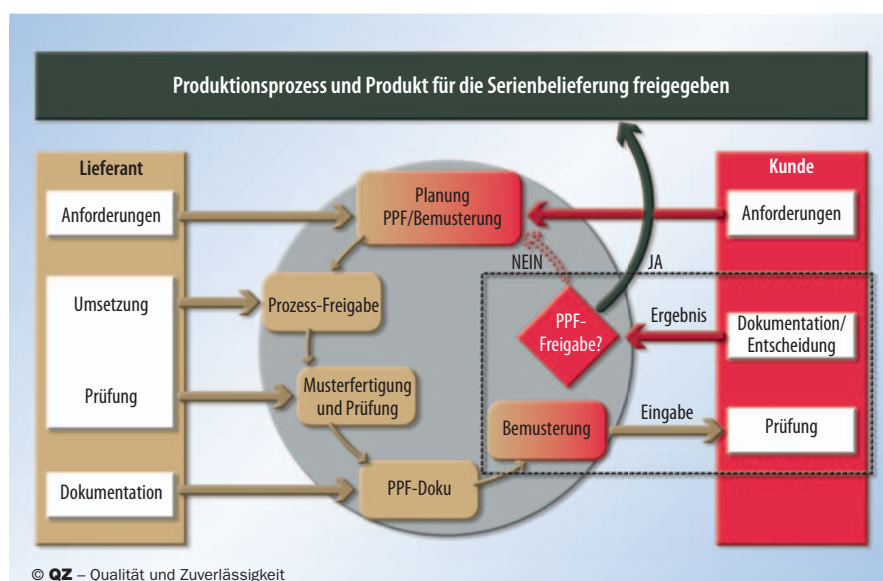 Produktionsprozess und Produkt für die Serienbelieferung freigegeben
Lieferant
Kunde
Anforderungen
Planung
PPF/Bemusterung
Anforderungen
NEIN
JA
Umsetzung
Prozess-Freigabe
PPF-
Freigabe?
Ergebnis
Dokumentation/
Entscheidung
Prüfung
Musterfertigung
und Prüfung
Bemusterung
Eingabe
Prüfung
Dokumentation
PPF-Doku
© QZ – Qualität und Zuverlässigkeit